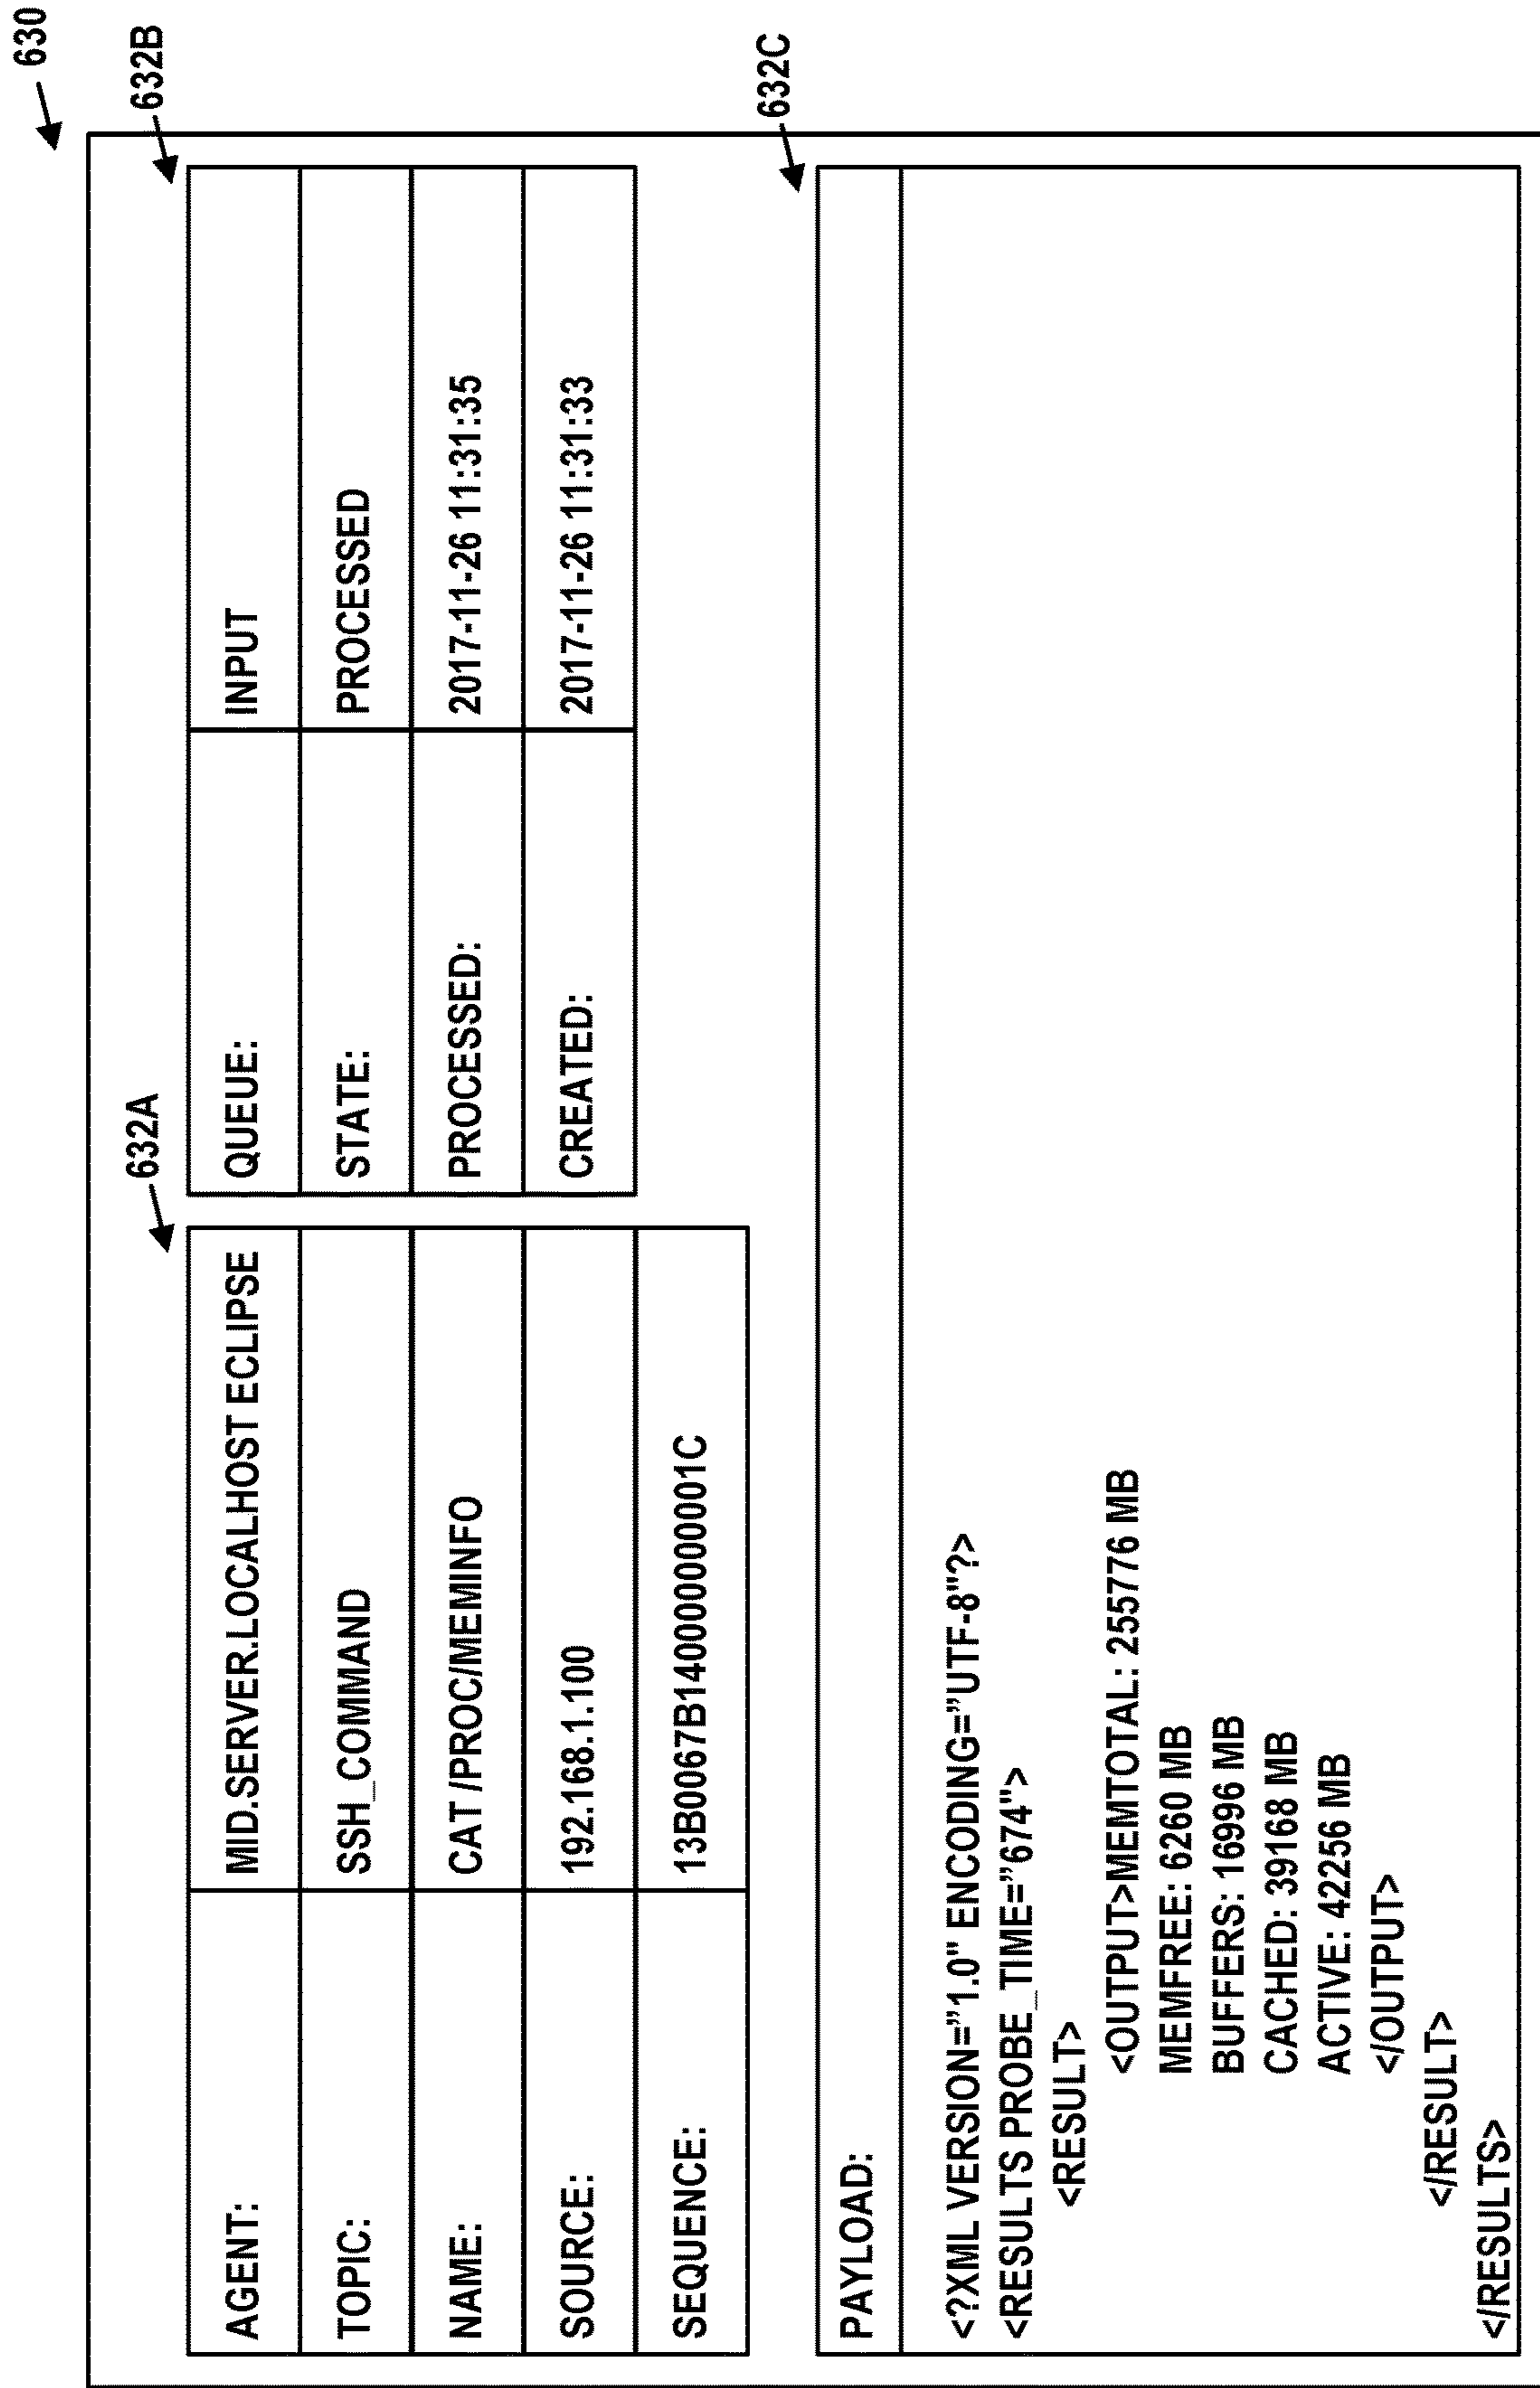 630
632A
632B
AGENT: MID.SERVER.LOCALHOST ECLIPSE
TOPIC: SSH_COMMAND
NAME: CAT /PROC/MEMINFO
SOURCE: 192.168.1.100
SEQUENCE: 13B0067B14000000001C
QUEUE: INPUT
STATE: PROCESSED
PROCESSED: 2017-11-26 11:31:35
CREATED: 2017-11-26 11:31:33
632C
PAYLOAD:
<?XML VERSION=”1.0" ENCODING=”UTF-8"?>
<RESULTS PROBE_TIME=”674">
<RESULT>
<OUTPUT>MEMTOTAL: 255776 MB
MEMFREE: 6260 MB
BUFFERS: 16996 MB
CACHED: 39168 MB
ACTIVE: 42256 MB
</OUTPUT>
</RESULT>
</RESULTS>